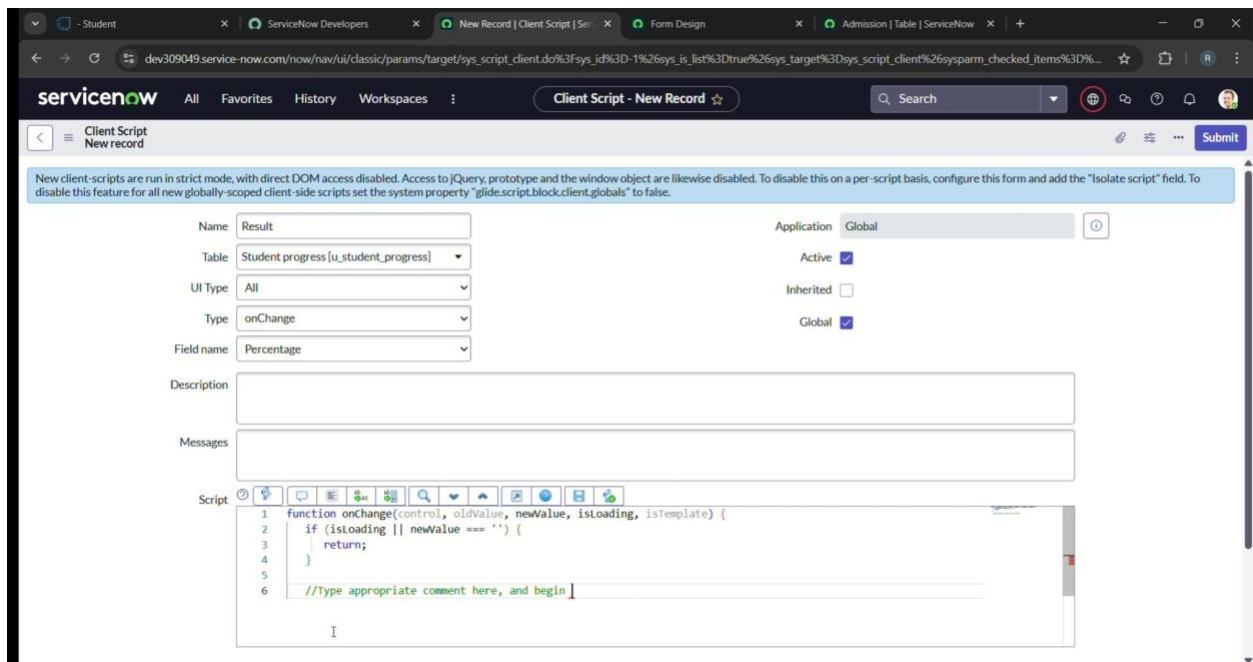 - Student
ServiceNow Developers
New Record | Client Script | Ser
Form Design
Admission | Table | ServiceNow
dev309049.service-now.com/now/nav/ui/classic/params/target/sys_script_client.do%3Fsys_id%3D-1%26sys_is_list%3Dtrue%26sys_target%3Dsys_script_client%26sysparm_checked_items%3D%...
R
servicenow All Favorites History Workspaces
Client Script - New Record
Search
Client Script
New record
Submit
New client-scripts are run in strict mode, with direct DOM access disabled. Access to jQuery, prototype and the window object are likewise disabled. To disable this on a per-script basis, configure this form and add the "Isolate script" field. To
disable this feature for all new globally-scoped client-side scripts set the system property "glide.script.block.client.globals" to false.
Name Result
Application Global
Table Student progress [u_student_progress]
Active
UI Type All
Inherited
Type onChange
Global
Field name Percentage
Description
Messages
Script
1 function onChange(control, oldValue, newValue, isLoading, isTemplate) {
2 if (isLoading || newValue === '') {
3 return;
4 }
5
6 //Type appropriate comment here, and begin